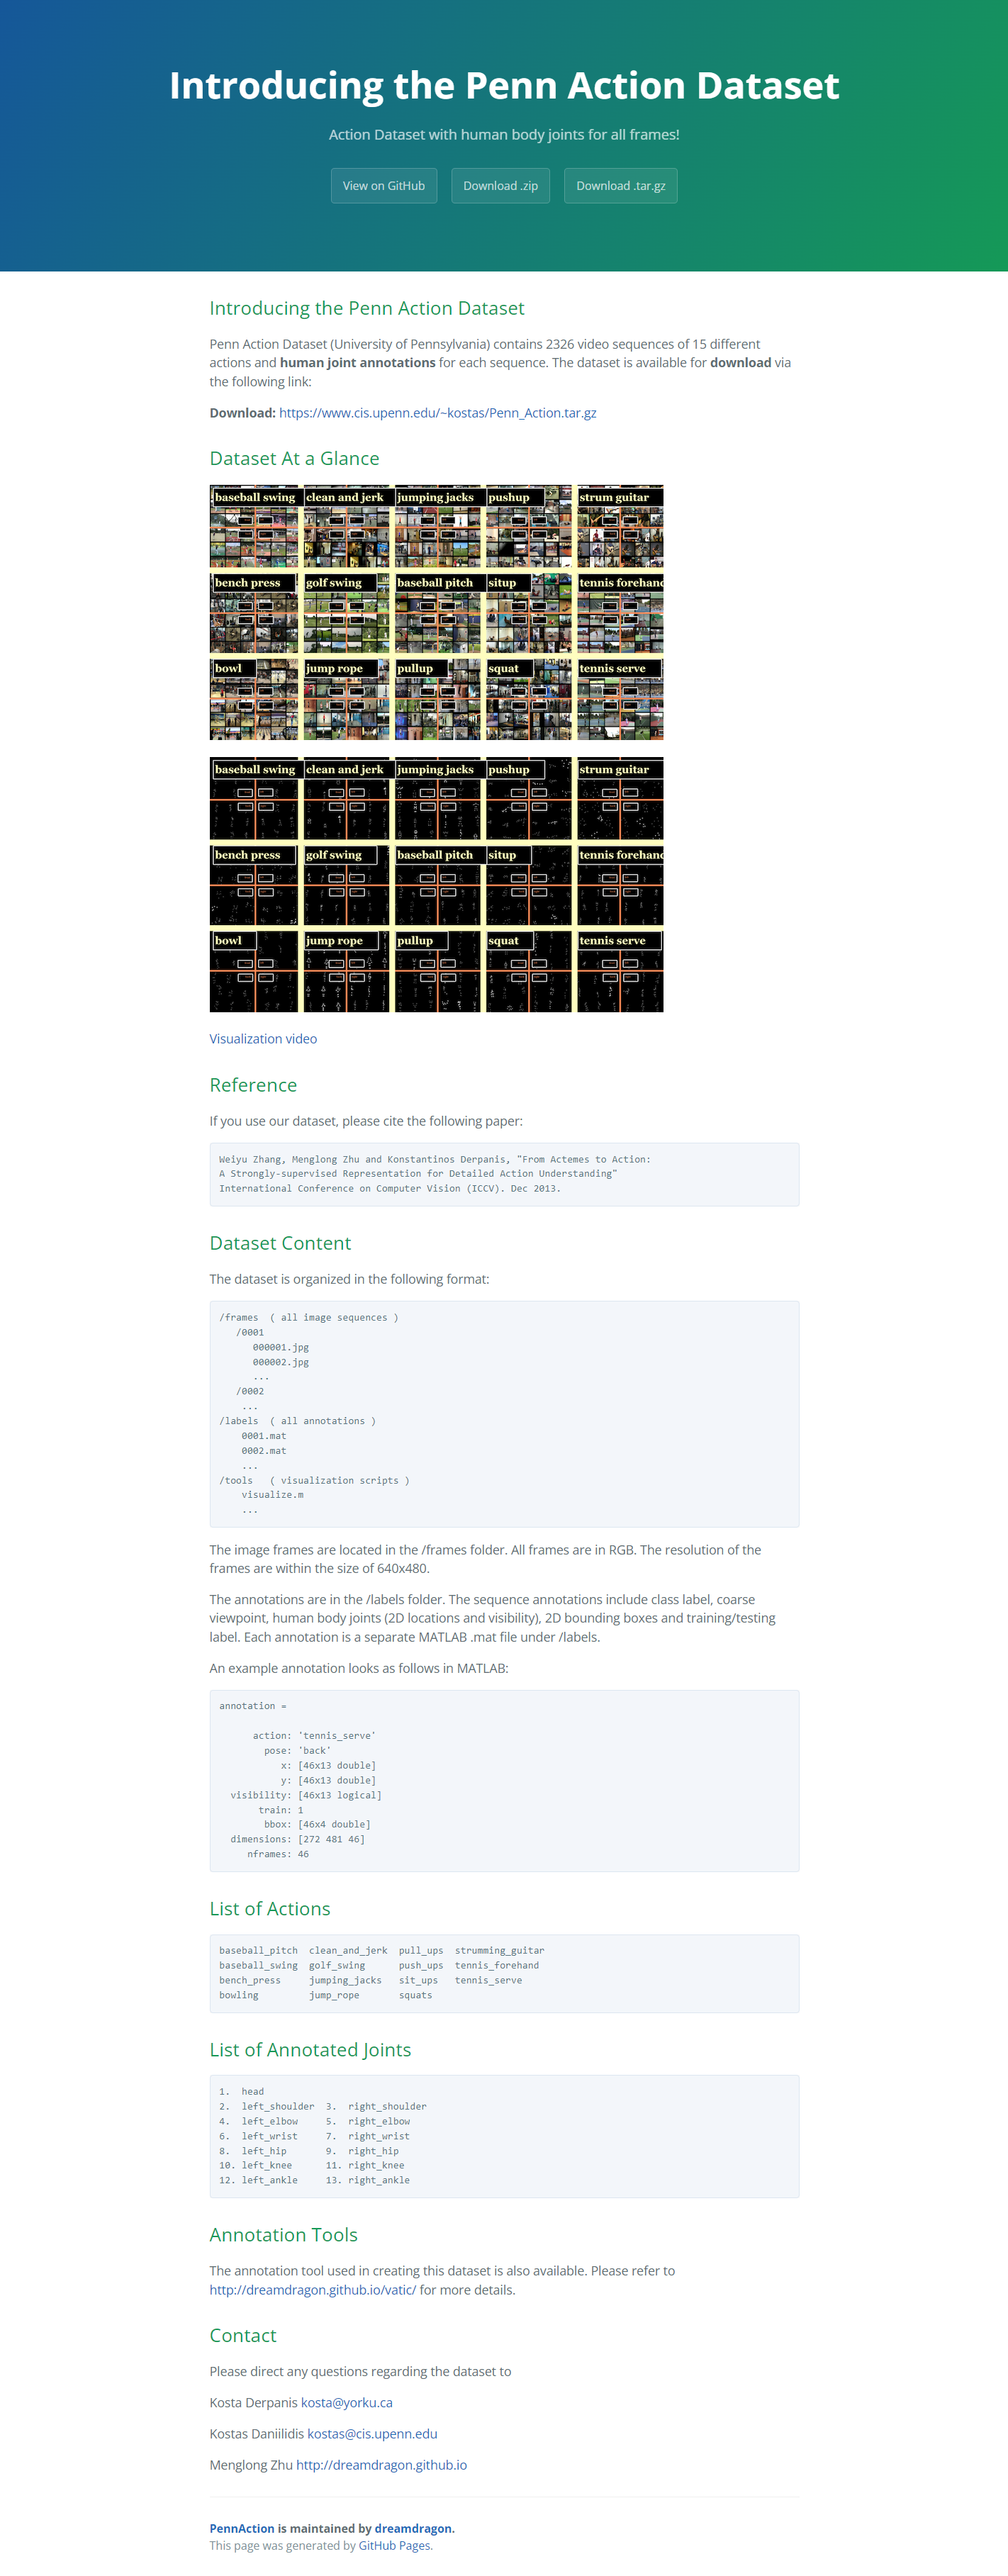 Introducing the Penn Action Dataset
Action Dataset with human body joints for all frames!
View on GitHub Download .zip Download .tar.gz
Introducing the Penn Action Dataset
Penn Action Dataset (University of Pennsylvania) contains 2326 video sequences of 15 different
actions and human joint annotations for each sequence. The dataset is available for download via
the following link:
Download: https://www.cis.upenn.edu/~kostas/Penn_Action.tar.gz
Dataset At a Glance
baseball swing clean and jerk jumping jacks pushup strum guitar
bench press golf swing baseball pitch situp tennis forehand
bowl jump rope pullup squat tennis serve
baseball swing clean and jerk jumping jacks pushup strum guitar
bench press golf swing baseball pitch situp tennis forehand
bowl jump rope pullup squat tennis serve
Visualization video
Reference
If you use our dataset, please cite the following paper:
Weiyu Zhang, Menglong Zhu and Konstantinos Derpanis, "From Actemes to Action:
A Strongly-supervised Representation for Detailed Action Understanding"
International Conference on Computer Vision (ICCV). Dec 2013.
Dataset Content
The dataset is organized in the following format:
/frames ( all image sequences )
/0001
000001.jpg
000002.jpg
...
/0002
...
/labels ( all annotations )
0001.mat
0002.mat
...
/tools ( visualization scripts )
visualize.m
...
The image frames are located in the /frames folder. All frames are in RGB. The resolution of the
frames are within the size of 640x480.
The annotations are in the /labels folder. The sequence annotations include class label, coarse
viewpoint, human body joints (2D locations and visibility), 2D bounding boxes and training/testing
label. Each annotation is a separate MATLAB .mat file under /labels.
An example annotation looks as follows in MATLAB:
annotation =
action: 'tennis_serve'
pose: 'back'
x: [46x13 double]
y: [46x13 double]
visibility: [46x13 logical]
train: 1
bbox: [46x4 double]
dimensions: [272 481 46]
nframes: 46
List of Actions
baseball_pitch clean_and_jerk pull_ups strumming_guitar
baseball_swing golf_swing push_ups tennis_forehand
bench_press jumping_jacks sit_ups tennis_serve
bowling jump_rope squats
List of Annotated Joints
1. head
2. left_shoulder 3. right_shoulder
4. left_elbow 5. right_elbow
6. left_wrist 7. right_wrist
8. left_hip 9. right_hip
10. left_knee 11. right_knee
12. left_ankle 13. right_ankle
Annotation Tools
The annotation tool used in creating this dataset is also available. Please refer to
http://dreamdragon.github.io/vatic/ for more details.
Contact
Please direct any questions regarding the dataset to
Kosta Derpanis kosta@yorku.ca
Kostas Daniilidis kostas@cis.upenn.edu
Menglong Zhu http://dreamdragon.github.io
PennAction is maintained by dreamdragon.
This page was generated by GitHub Pages.